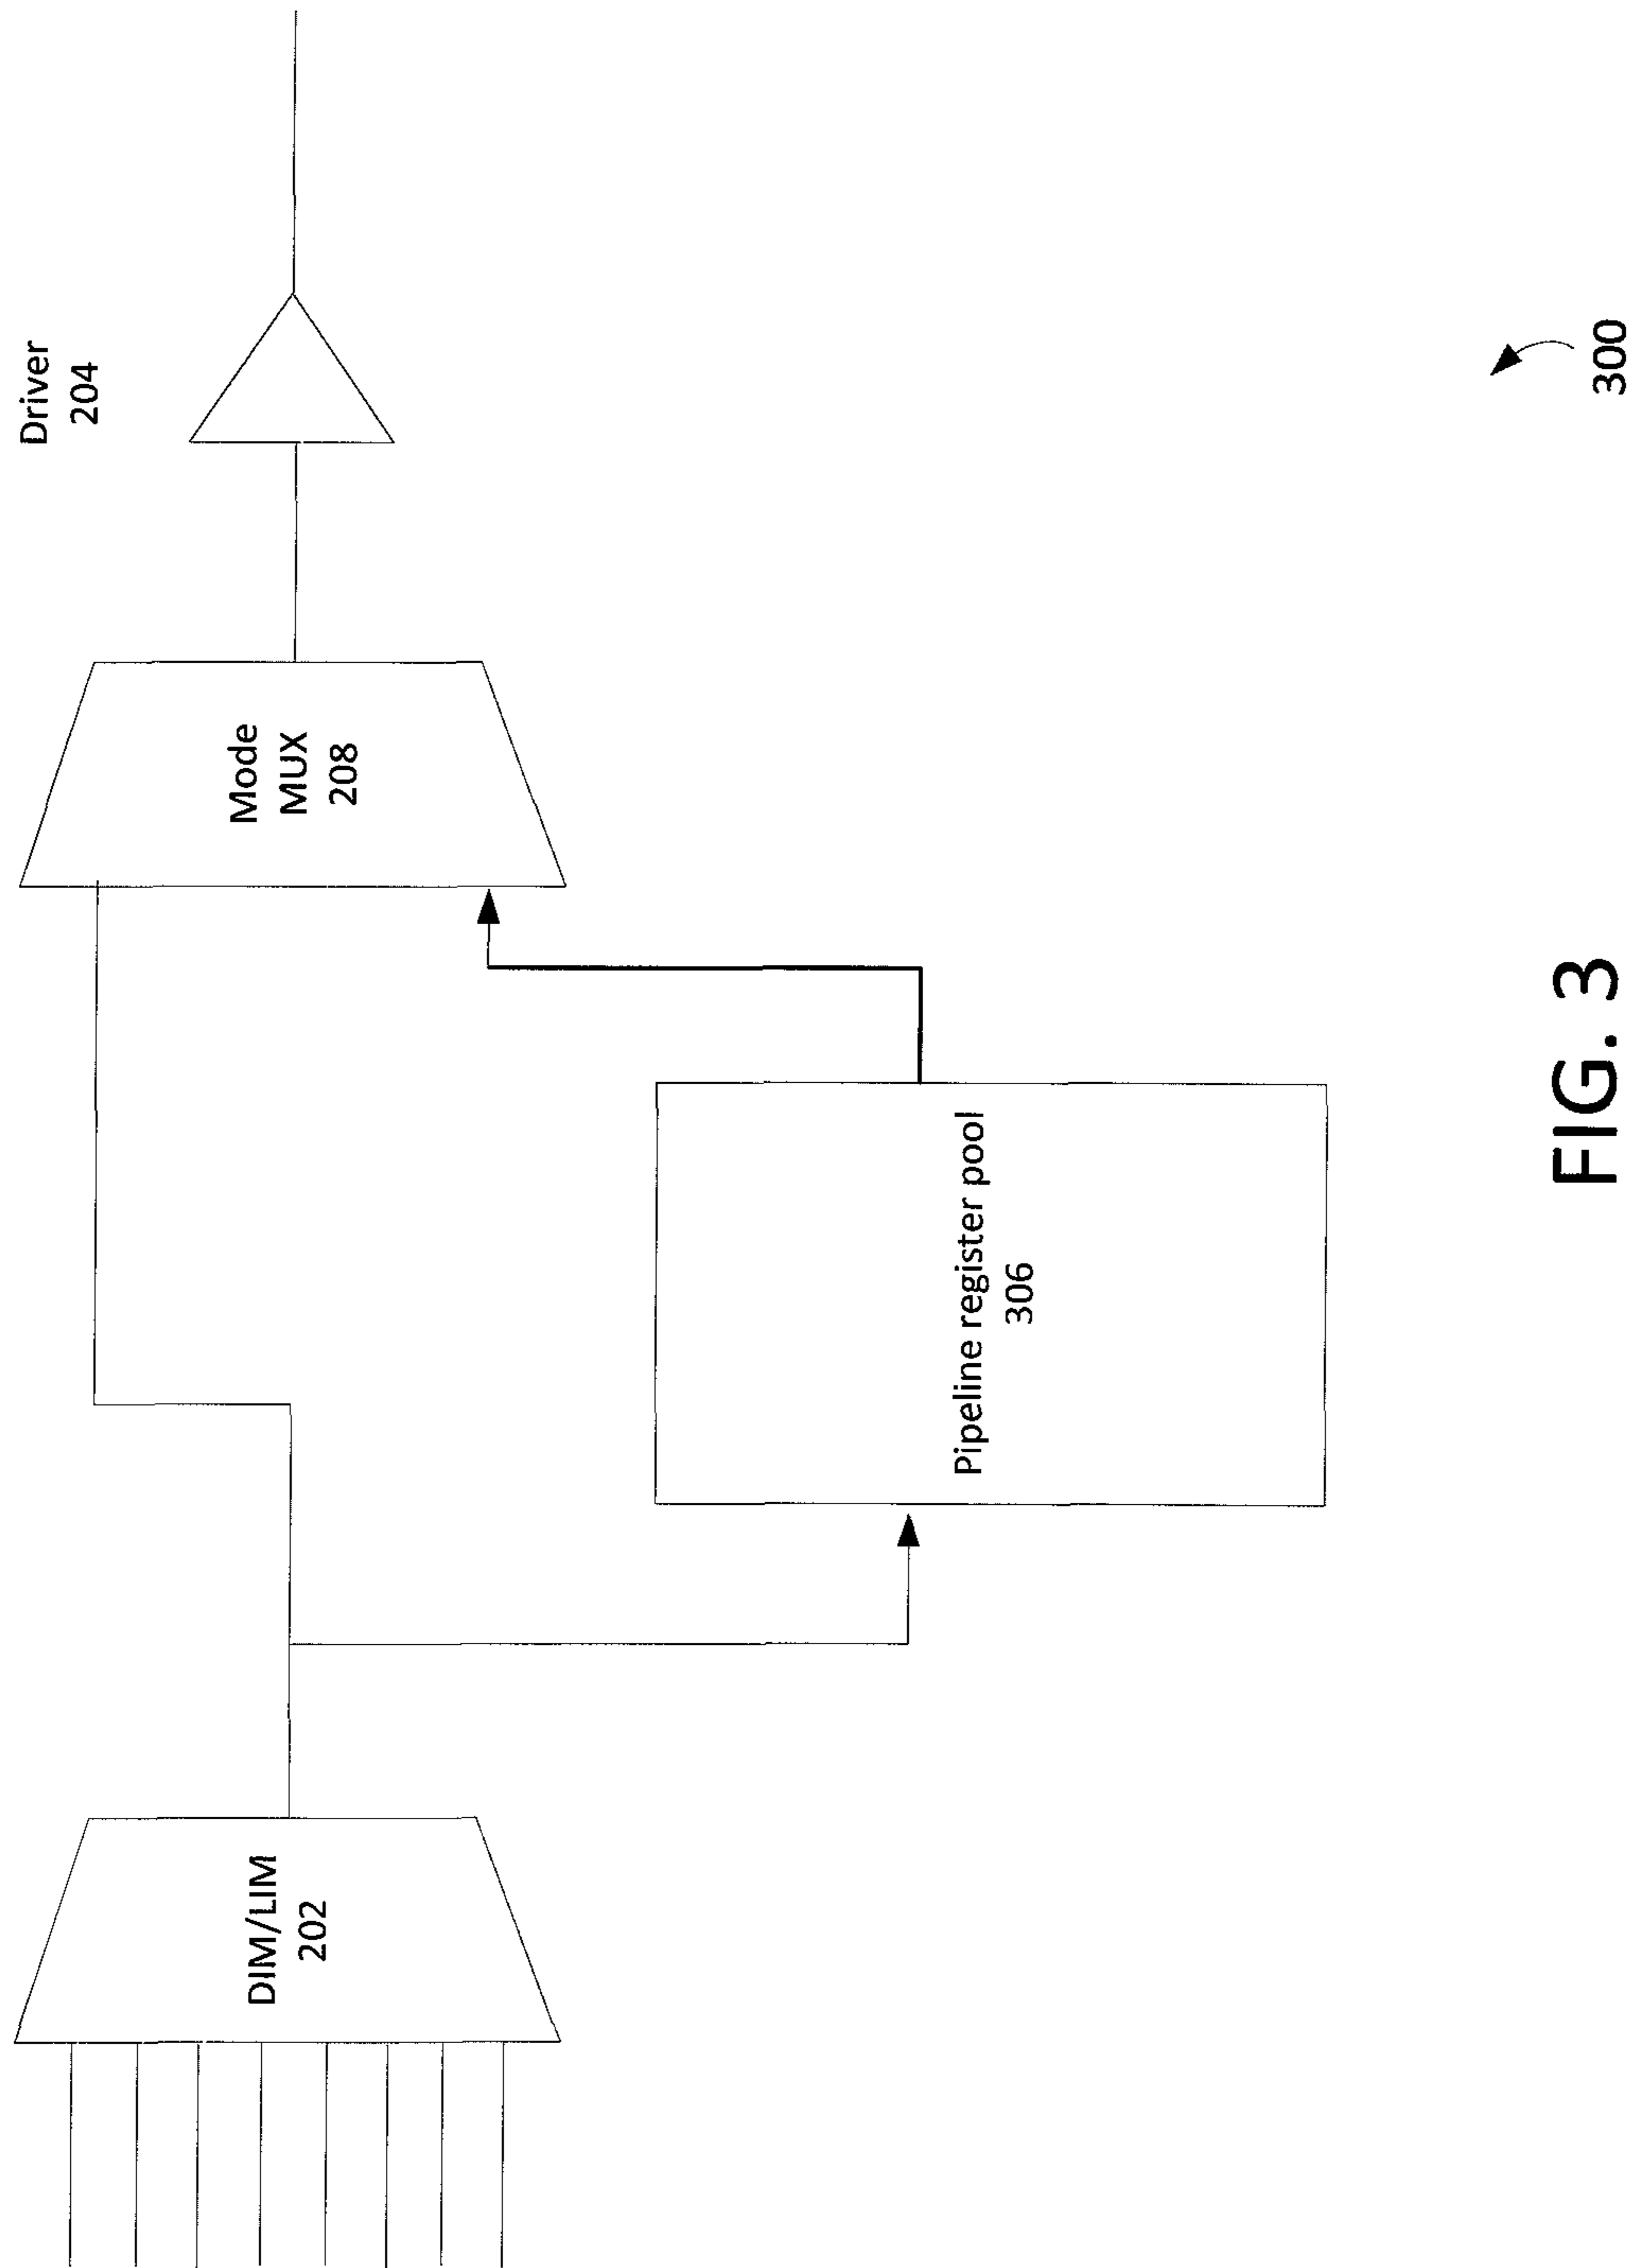 Driver
204
Mode
MUX
208
DIM/LIM
202
Pipeline register pool
306
300
FIG. 3